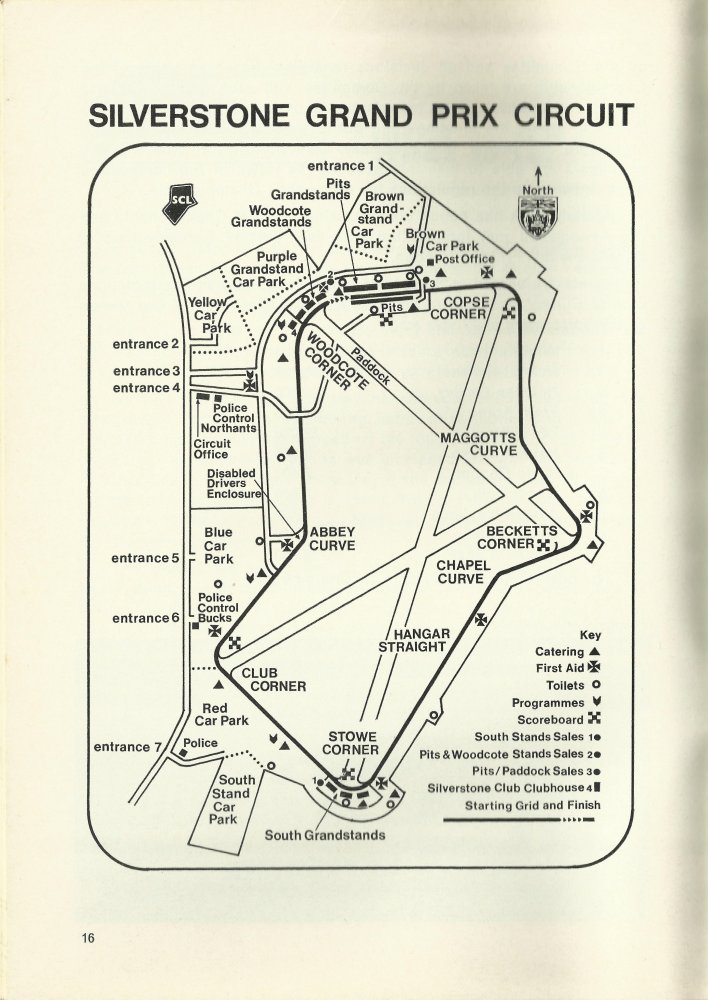 SILVERSTONE GRAND PRIX CIRCUIT
entrance 1
SCL
North
Pits
Grandstands
Woodcote
Grandstands
Brown
Grand-
stand
Car
Park
Brown
Car Park
Post Office
Purple
Grandstand
Car Park
Yellow
Car
Park
2
3
Pits
COPSE
CORNER
4
entrance 2
WOODCOTE
CORNER
Paddock
entrance 3
entrance 4
Police
Control
Northants
Circuit
Office
MAGGOTTS
CURVE
Disabled
Drivers
Enclosure
Blue
Car
Park
ABBEY
CURVE
BECKETTS
CORNER
entrance 5
CHAPEL
CURVE
Police
Control
Bucks
entrance 6
HANGAR
STRAIGHT
CLUB
CORNER
Red
Car Park
entrance 7
Police
STOWE
CORNER
South
Stand
Car
Park
1
South Grandstands
Key
Catering
First Aid
Toilets
Programmes
Scoreboard
South Stands Sales 1
Pits & Woodcote Stands Sales 2
Pits/Paddock Sales 3
Silverstone Club Clubhouse 4
Starting Grid and Finish
16